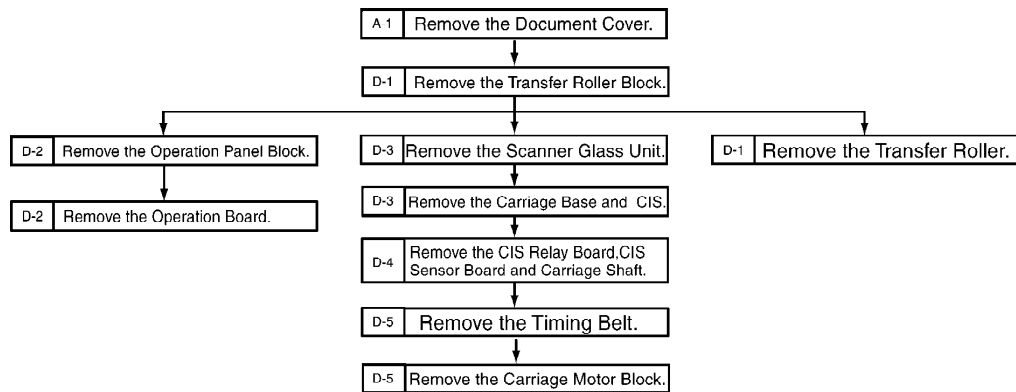 A 1 Remove the Document Cover.
D-1 Remove the Transfer Roller Block.
D-2 Remove the Operation Panel Block.
D-3 Remove the Scanner Glass Unit.
D-1 Remove the Transfer Roller.
D-2 Remove the Operation Board.
D-3 Remove the Carriage Base and CIS.
D-4 Remove the CIS Relay Board,CIS
Sensor Board and Carriage Shaft.
D-5 Remove the Timing Belt.
D-5 Remove the Carriage Motor Block.